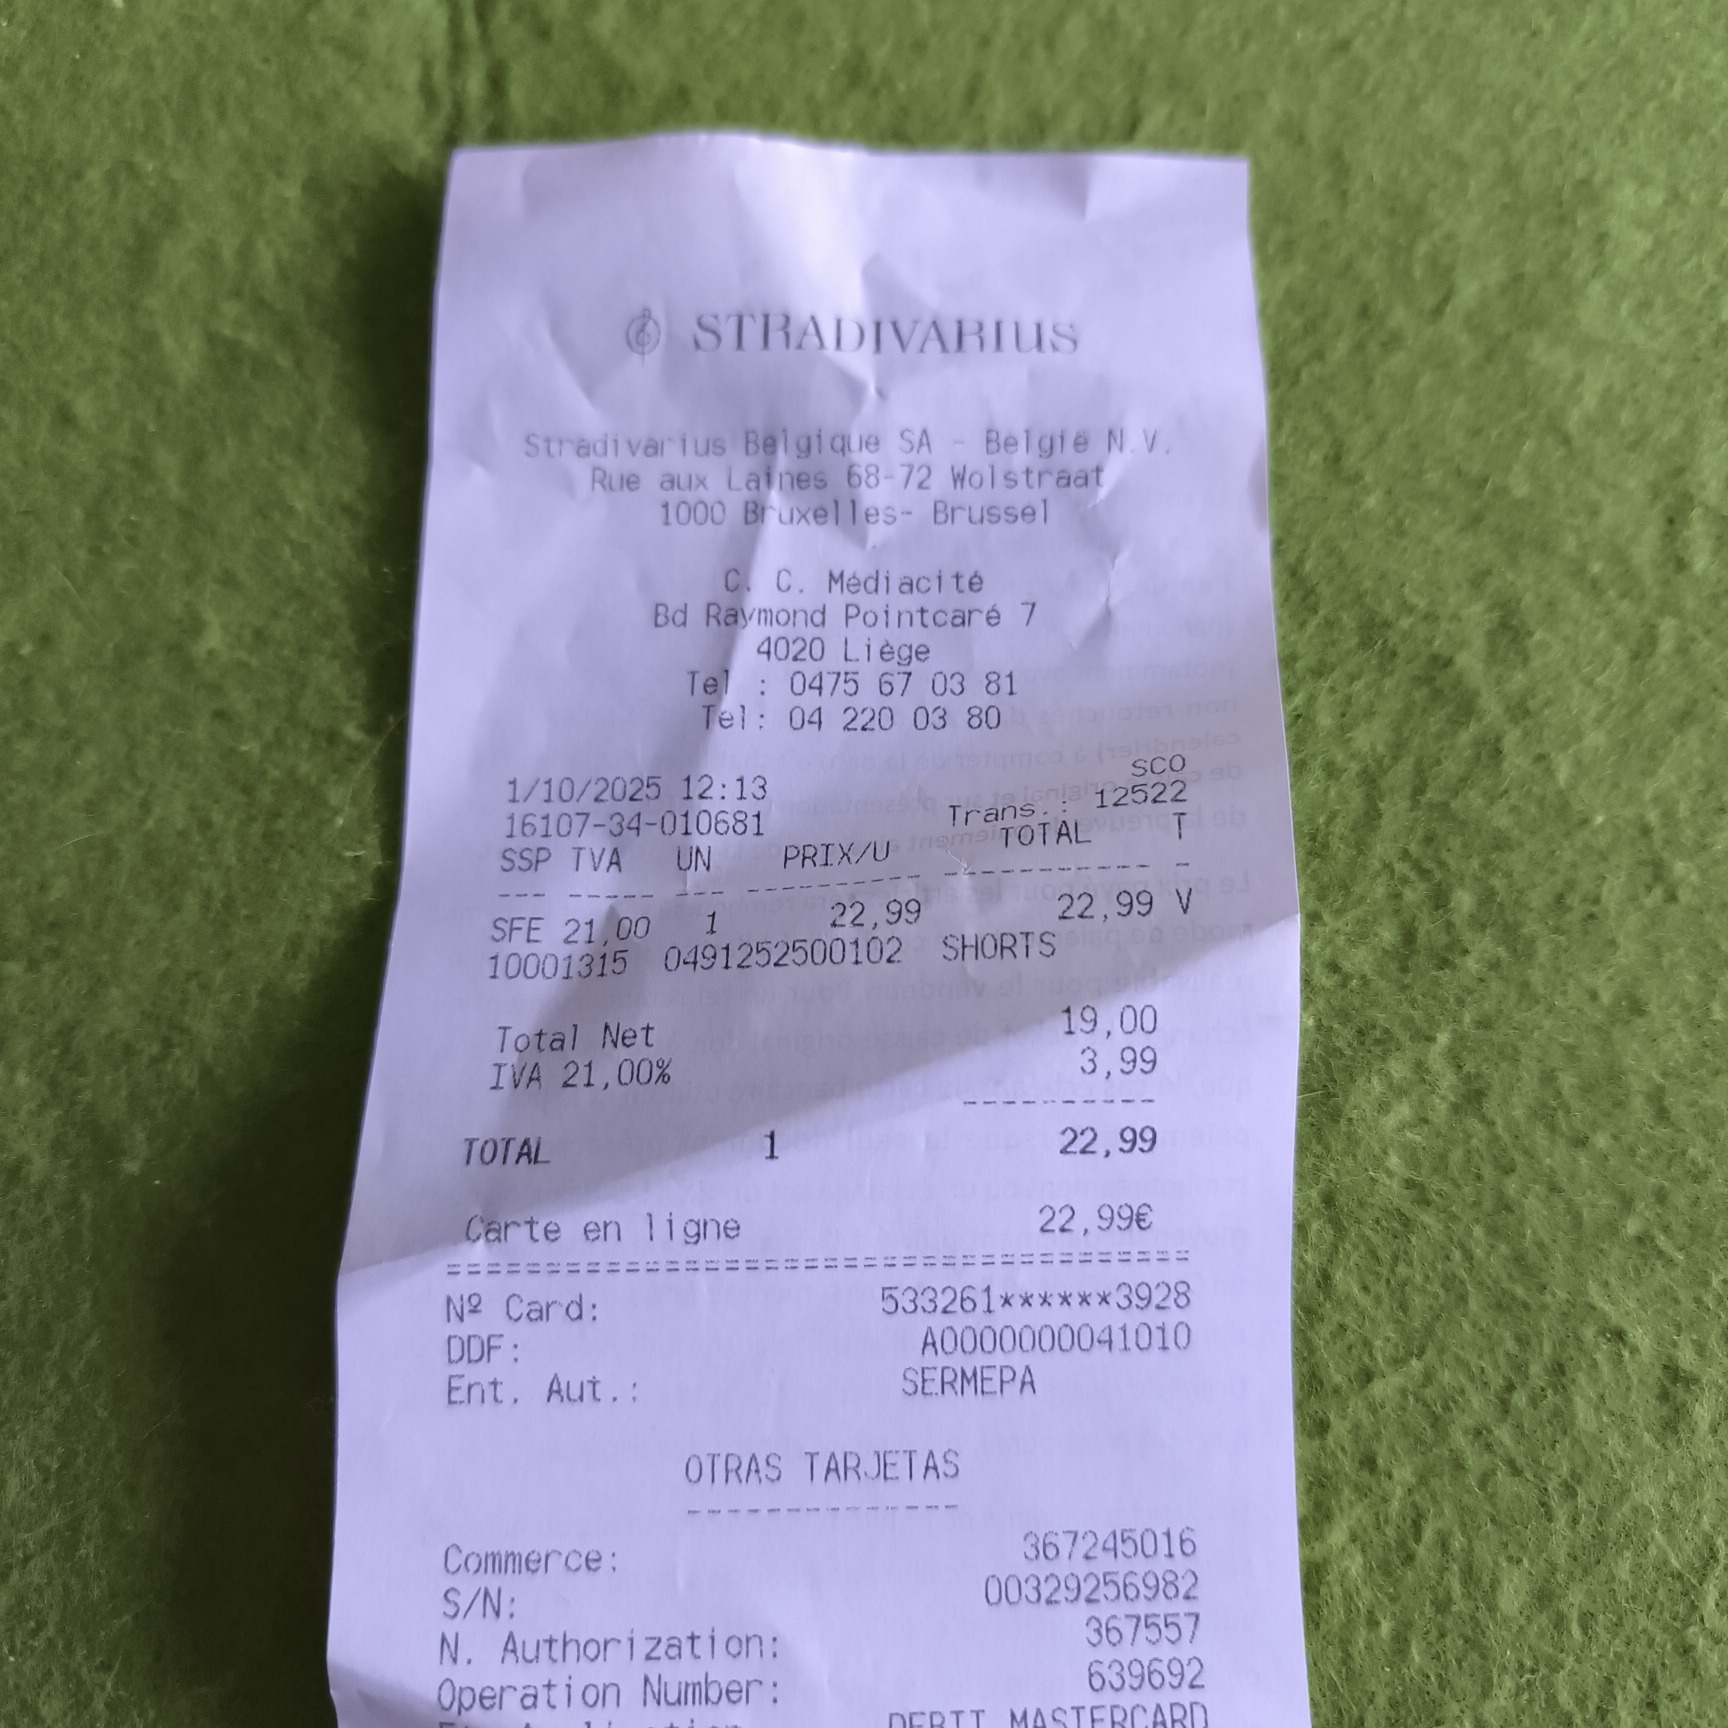 STRADIVARIUS
Stradivarius Belgique SA - België N.V.
Rue aux Laines 68-72 Wolstraat
1000 Bruxelles- Brussel
C. C. Médiacité
Bd Raymond Pointcaré 7
4020 Liège
Tel : 0475 67 03 81
Tel: 04 220 03 80
SCO
1/10/2025 12:13 Trans.: 12522
16107-34-010681
SSP TVA UN PRIX/U TOTAL T
--- ----- --- ---------- ----------- -
SFE 21,00 1 22,99 22,99 V
10001315 0491252500102 SHORTS
Total Net 19,00
IVA 21,00% 3,99
----------
TOTAL 1 22,99
Carte en ligne 22,99€
========================================
Nº Card: 533261******3928
DDF: A0000000041010
Ent. Aut.: SERMEPA
OTRAS TARJETAS
--------------
Commerce: 367245016
S/N: 00329256982
N. Authorization: 367557
Operation Number: 639692
DEBIT MASTERCARD